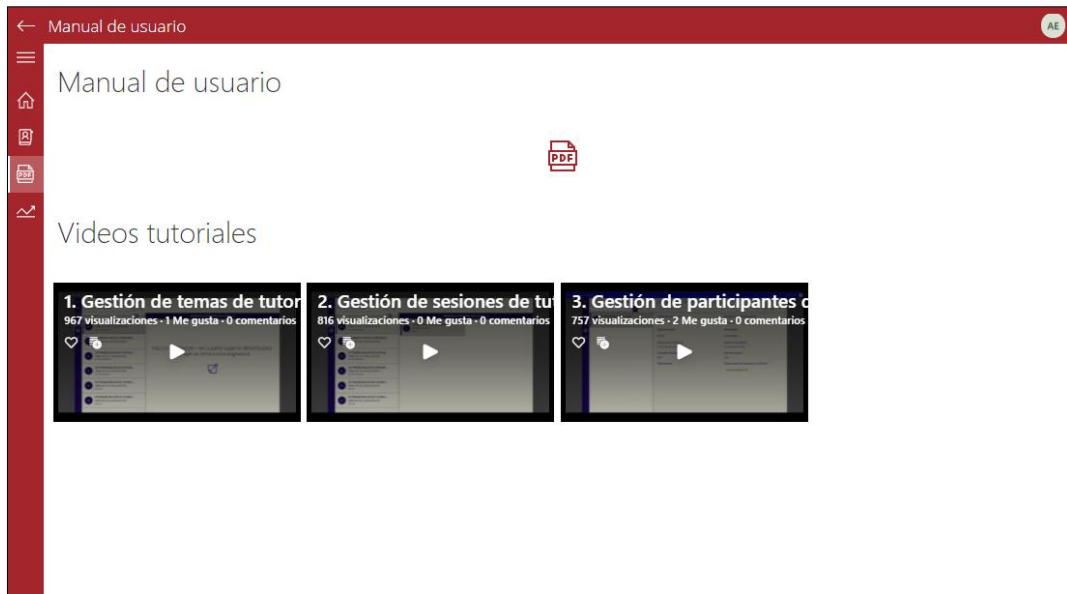 Manual de usuario
AE
Manual de usuario
PDF
PDF
Videos tutoriales
1. Gestión de temas de tutor
967 visualizaciones · 1 Me gusta · 0 comentarios
2. Gestión de sesiones de tu
816 visualizaciones · 0 Me gusta · 0 comentarios
3. Gestión de participantes
757 visualizaciones · 2 Me gusta · 0 comentarios